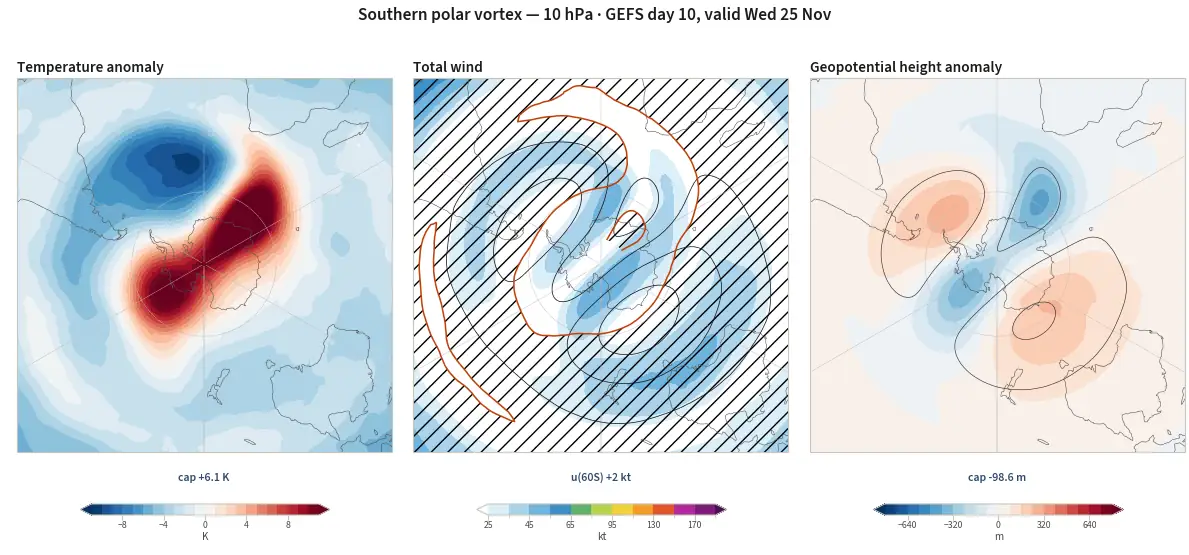 Southern polar vortex — 10 hPa · GEFS day 10, valid Wed 25 Nov
Temperature anomaly
Total wind
Geopotential height anomaly
cap +6.1 K
u(60S) +2 kt
cap -98.6 m
−8 −4 0 4 8
K
25 45 65 95 130 170
kt
−640 −320 0 320 640
m